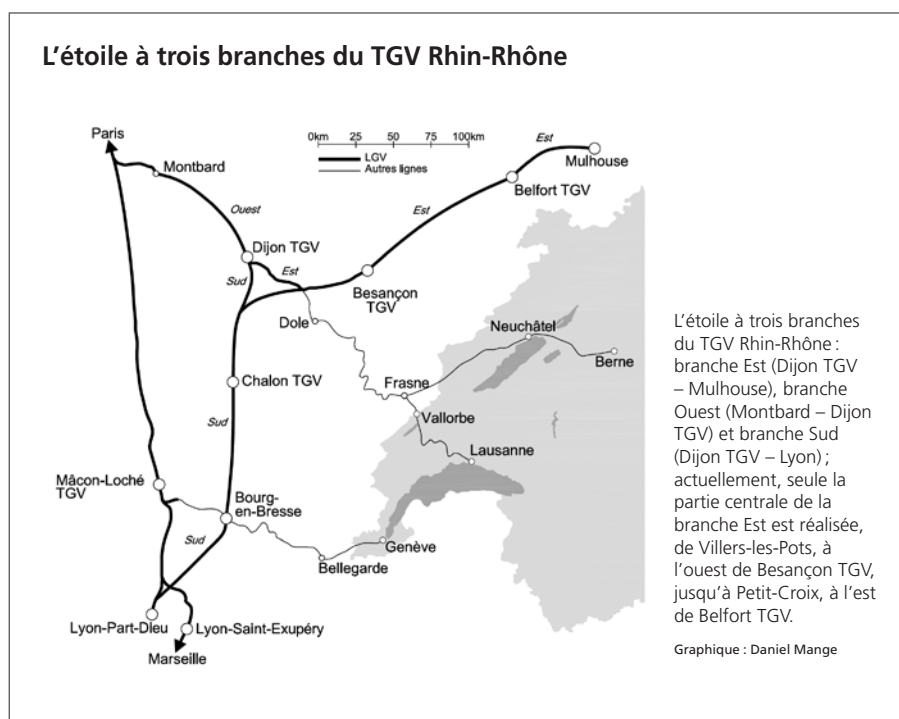 L'étoile à trois branches du TGV Rhin-Rhône
Paris
Montbard
0km 25 50 75 100km
LGV
Autres lignes
Est
Mulhouse
Belfort TGV
Ouest
Est
Dijon TGV
Sud
Est
Besançon
TGV
Dole
Neuchâtel
Berne
Chalon TGV
Frasne
Vallorbe
Sud
Lausanne
Mâcon-Loché
TGV
Bourg-
en-Bresse
Sud
Genève
Bellegarde
Lyon-Part-Dieu
Lyon-Saint-Exupéry
Marseille
L'étoile à trois branches
du TGV Rhin-Rhône :
branche Est (Dijon TGV
– Mulhouse), branche
Ouest (Montbard – Dijon
TGV) et branche Sud
(Dijon TGV – Lyon) ;
actuellement, seule la
partie centrale de la
branche Est est réalisée,
de Villers-les-Pots, à
l'ouest de Besançon TGV,
jusqu'à Petit-Croix, à l'est
de Belfort TGV.
Graphique : Daniel Mange